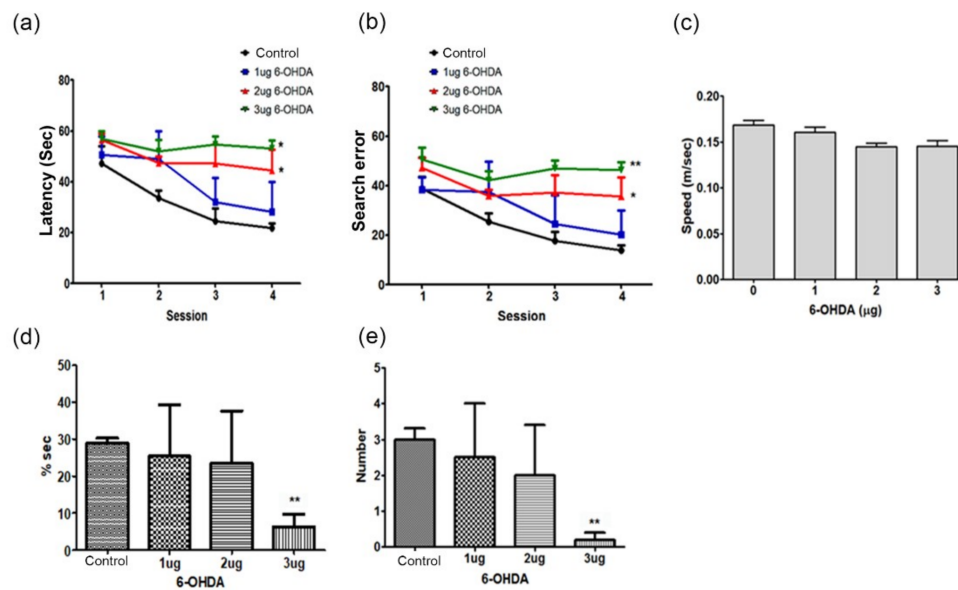 (a)
Control
1ug 6-OHDA
2ug 6-OHDA
3ug 6-OHDA
80
60
40
20
0
Latency (Sec)
*
*
1 2 3 4
Session
(b)
Control
1ug 6-OHDA
2ug 6-OHDA
3ug 6-OHDA
80
60
40
20
0
Search error
**
*
1 2 3 4
Session
(c)
0.20
0.15
0.10
0.05
0.00
Speed (m/sec)
0 1 2 3
6-OHDA (μg)
(d)
50
40
30
20
10
0
% sec
**
Control 1ug 2ug 3ug
6-OHDA
(e)
5
4
3
2
1
0
Number
**
Control 1ug 2ug 3ug
6-OHDA